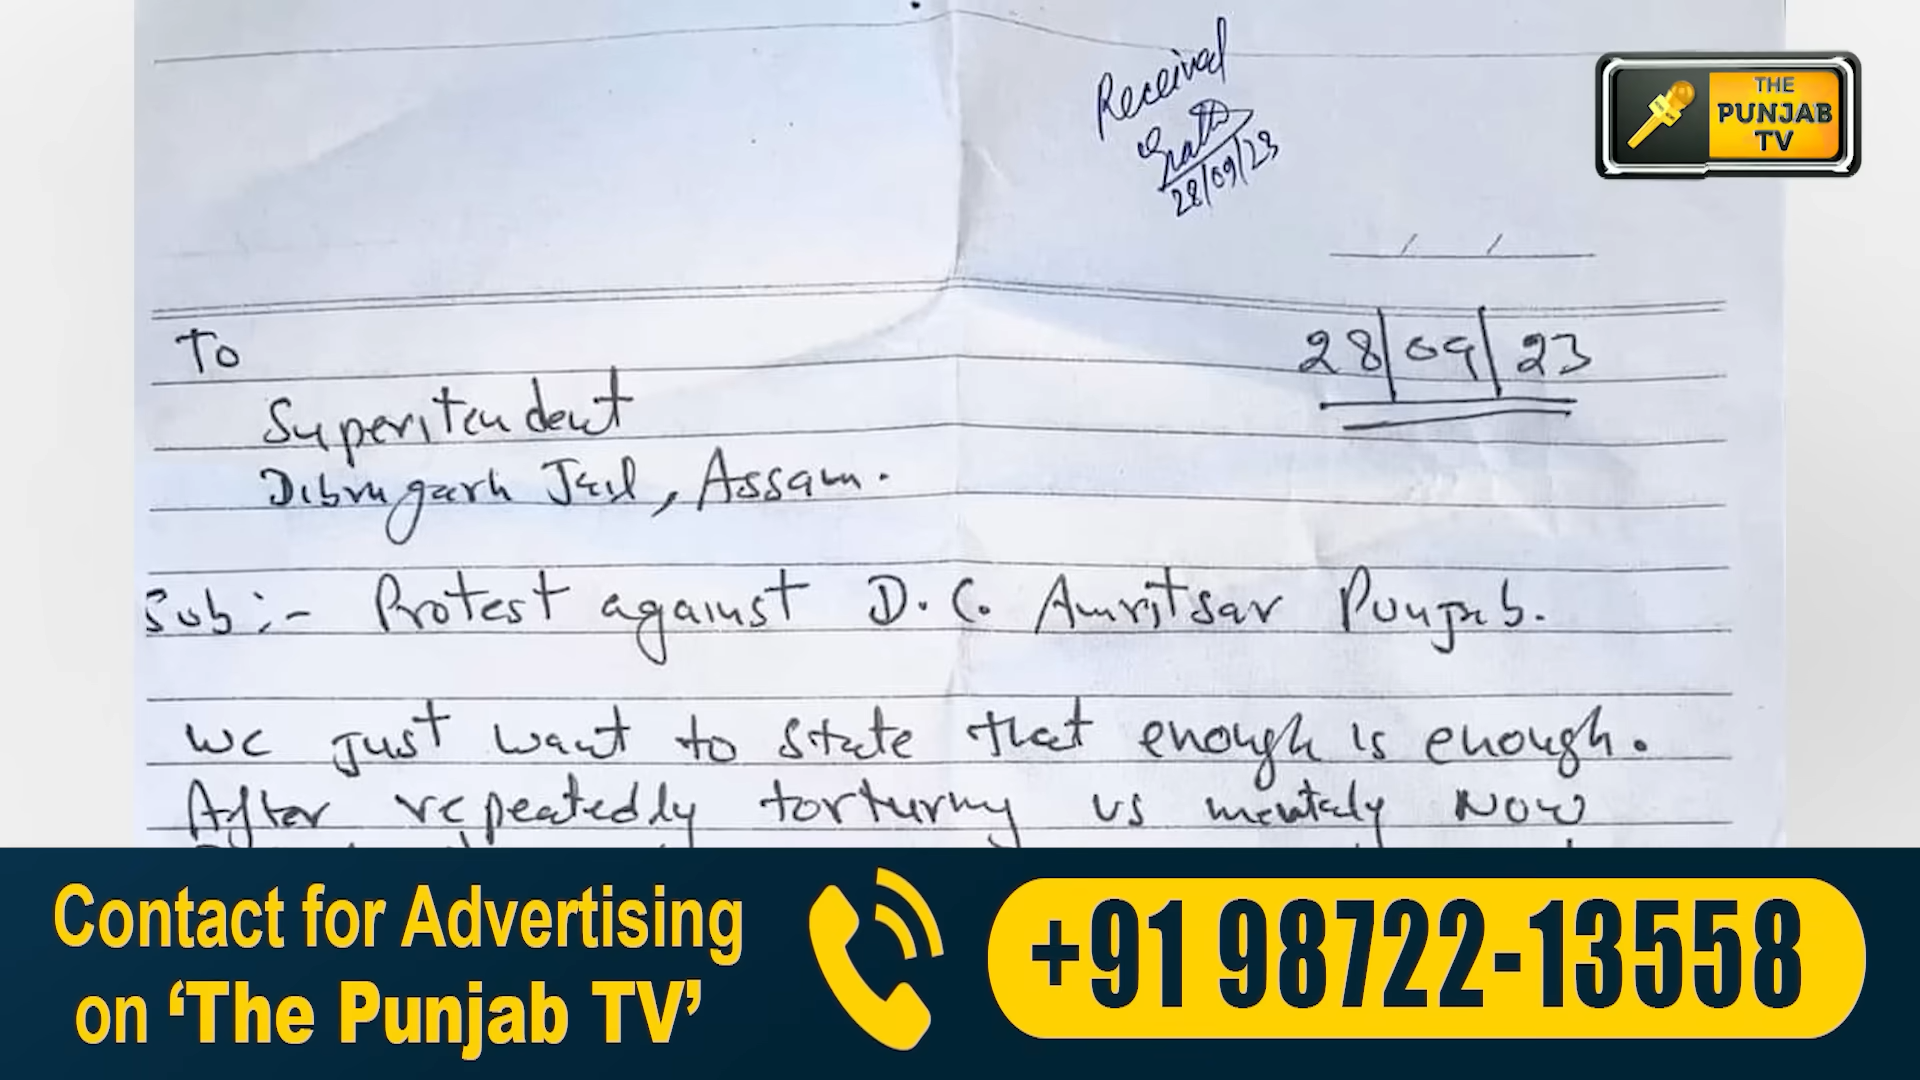 Received
28/09/23
THE
PUNJAB
TV
28/09/23
To
Superitendent
Dibrugarh Jail, Assam.
Sub:- Protest against D.C. Amritsar Punjab.
We just want to state that enough is enough.
After repeatedly torturing us mentaly Now
Contact for Advertising
on ‘The Punjab TV’
+91 98722-13558